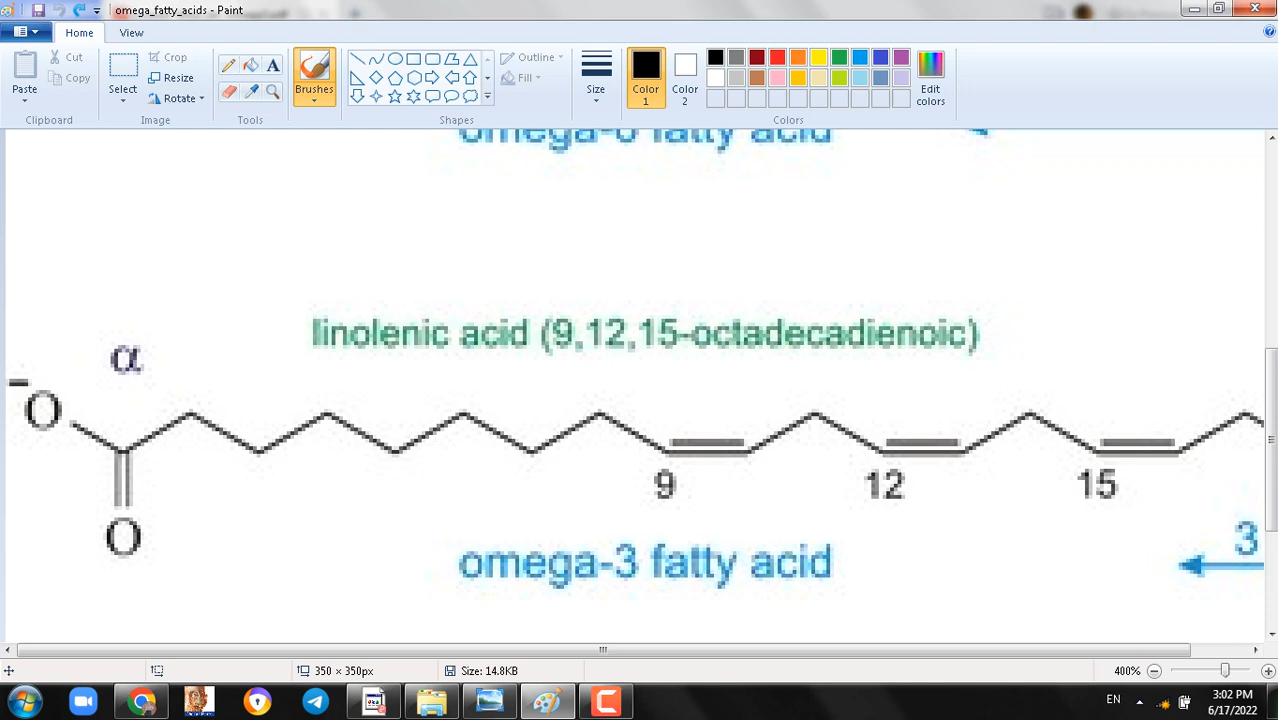 omega_fatty_acids - Paint
Home View
Paste
Cut
Copy
Clipboard
Select
Crop
Resize
Rotate
Image
A
Tools
Brushes
Outline
Fill
Shapes
Size
Color 1
Color 2
Edit colors
Colors
fatty acid
linolenic acid (9,12,15-octadecadienoic)
α
O
9 12 15
O
omega-3 fatty acid
3
350 × 350px
Size: 14.8KB
400%
EN
3:02 PM
6/17/2022